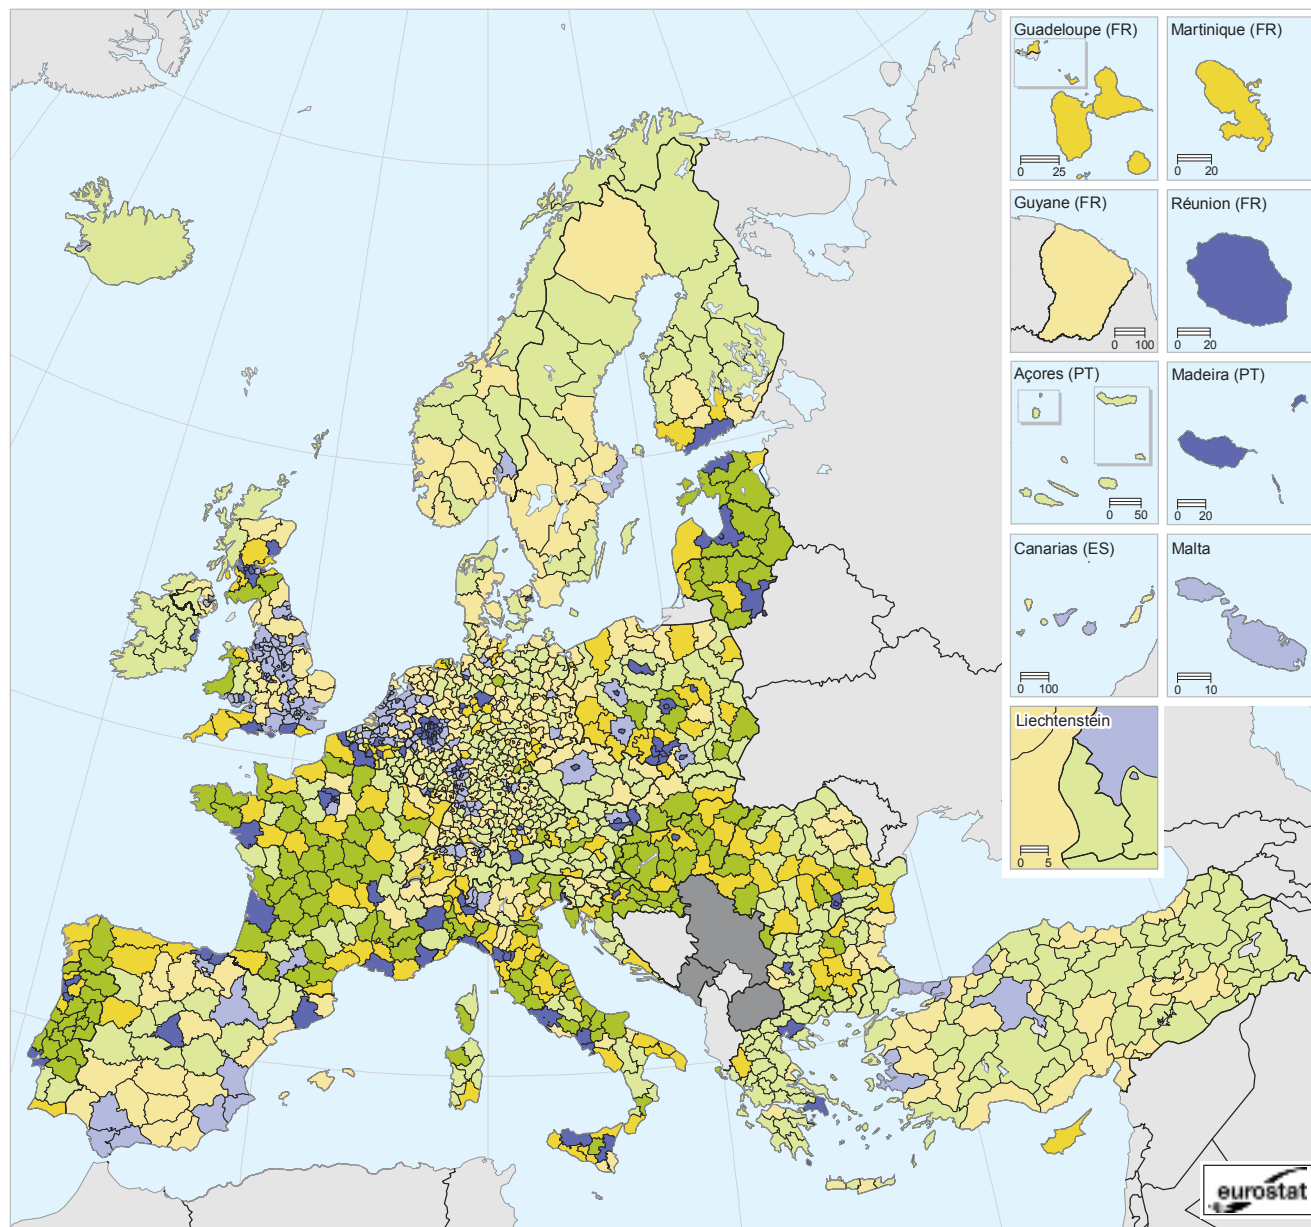 Guadeloupe (FR)
0 25
Martinique (FR)
0 20
Guyane (FR)
0 100
Réunion (FR)
0 20
Açores (PT)
0 50
Madeira (PT)
0 20
Canarias (ES)
0 100
Malta
0 10
Liechtenstein
0 5
eurostat